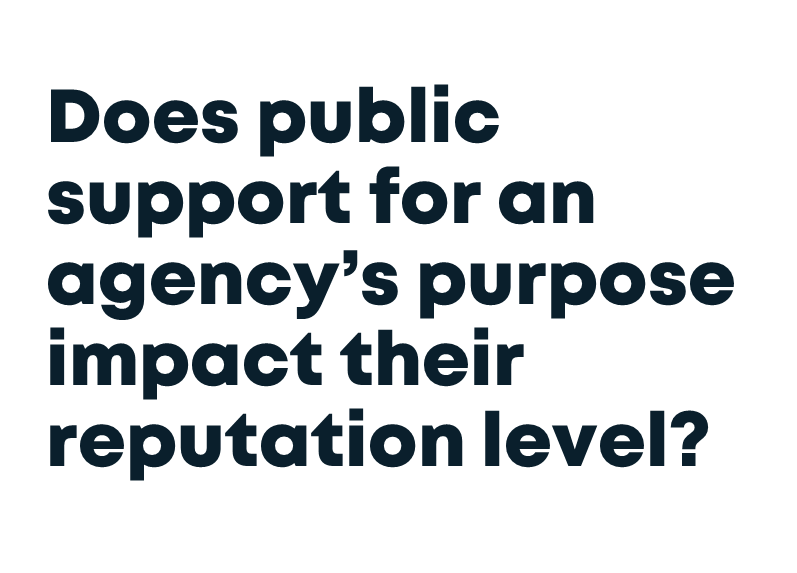 Does public
support for an
agency’s purpose
impact their
reputation level?